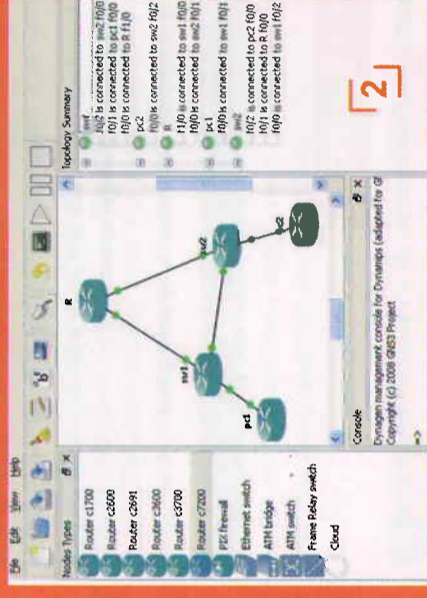 File Edit View Help
Nodes Types
Router c1700
Router c2600
Router c2691
Router c3600
Router c3700
Router c7200
PIX firewall
Ethernet switch
ATM bridge
ATM switch
Frame Relay switch
Cloud
R
sw1
sw2
pc1
pc2
Topology Summary
sw1
f0/2 is connected to sw2 f0/0
f0/1 is connected to pc1 f0/0
f0/0 is connected to R f1/0
pc2
f0/0 is connected to sw2 f0/2
R
f1/0 is connected to sw1 f0/0
f0/0 is connected to sw2 f0/1
pc1
f0/0 is connected to sw1 f0/1
sw2
f0/2 is connected to pc2 f0/0
f0/1 is connected to R f0/0
f0/0 is connected to sw1 f0/2
Console
Dynagen management console for Dynamips (adapted for
Copyright (c) 2008 GNS3 Project
=>
2